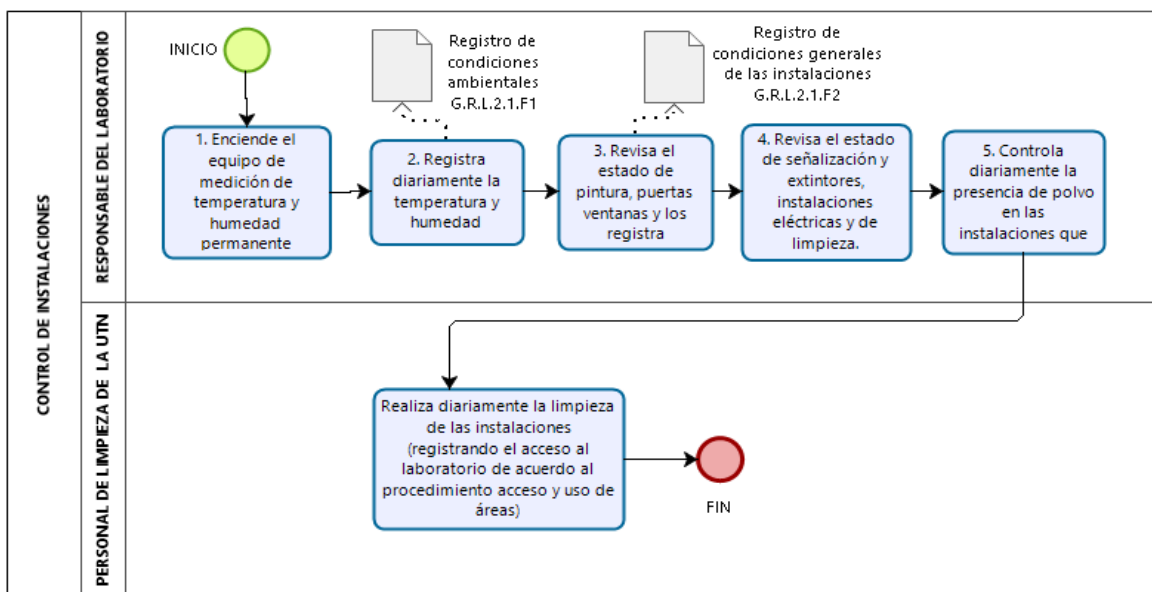 CONTROL DE INSTALACIONES
RESPONSABLE DEL LABORATORIO
INICIO
1. Enciende el
equipo de
medición de
temperatura y
humedad
permanente
Registro de
condiciones
ambientales
G.R.L.2.1.F1
2. Registra
diariamente la
temperatura y
humedad
Registro de
condiciones generales
de las instalaciones
G.R.L.2.1.F2
3. Revisa el
estado de
pintura, puertas
ventanas y los
registra
4. Revisa el estado
de señalización y
extintores,
instalaciones
eléctricas y de
limpieza.
5. Controla
diariamente la
presencia de polvo
en las
instalaciones que
PERSONAL DE LIMPIEZA DE LA UTN
Realiza diariamente la limpieza
de las instalaciones
(registrando el acceso al
laboratorio de acuerdo al
procedimiento acceso y uso de
áreas)
FIN